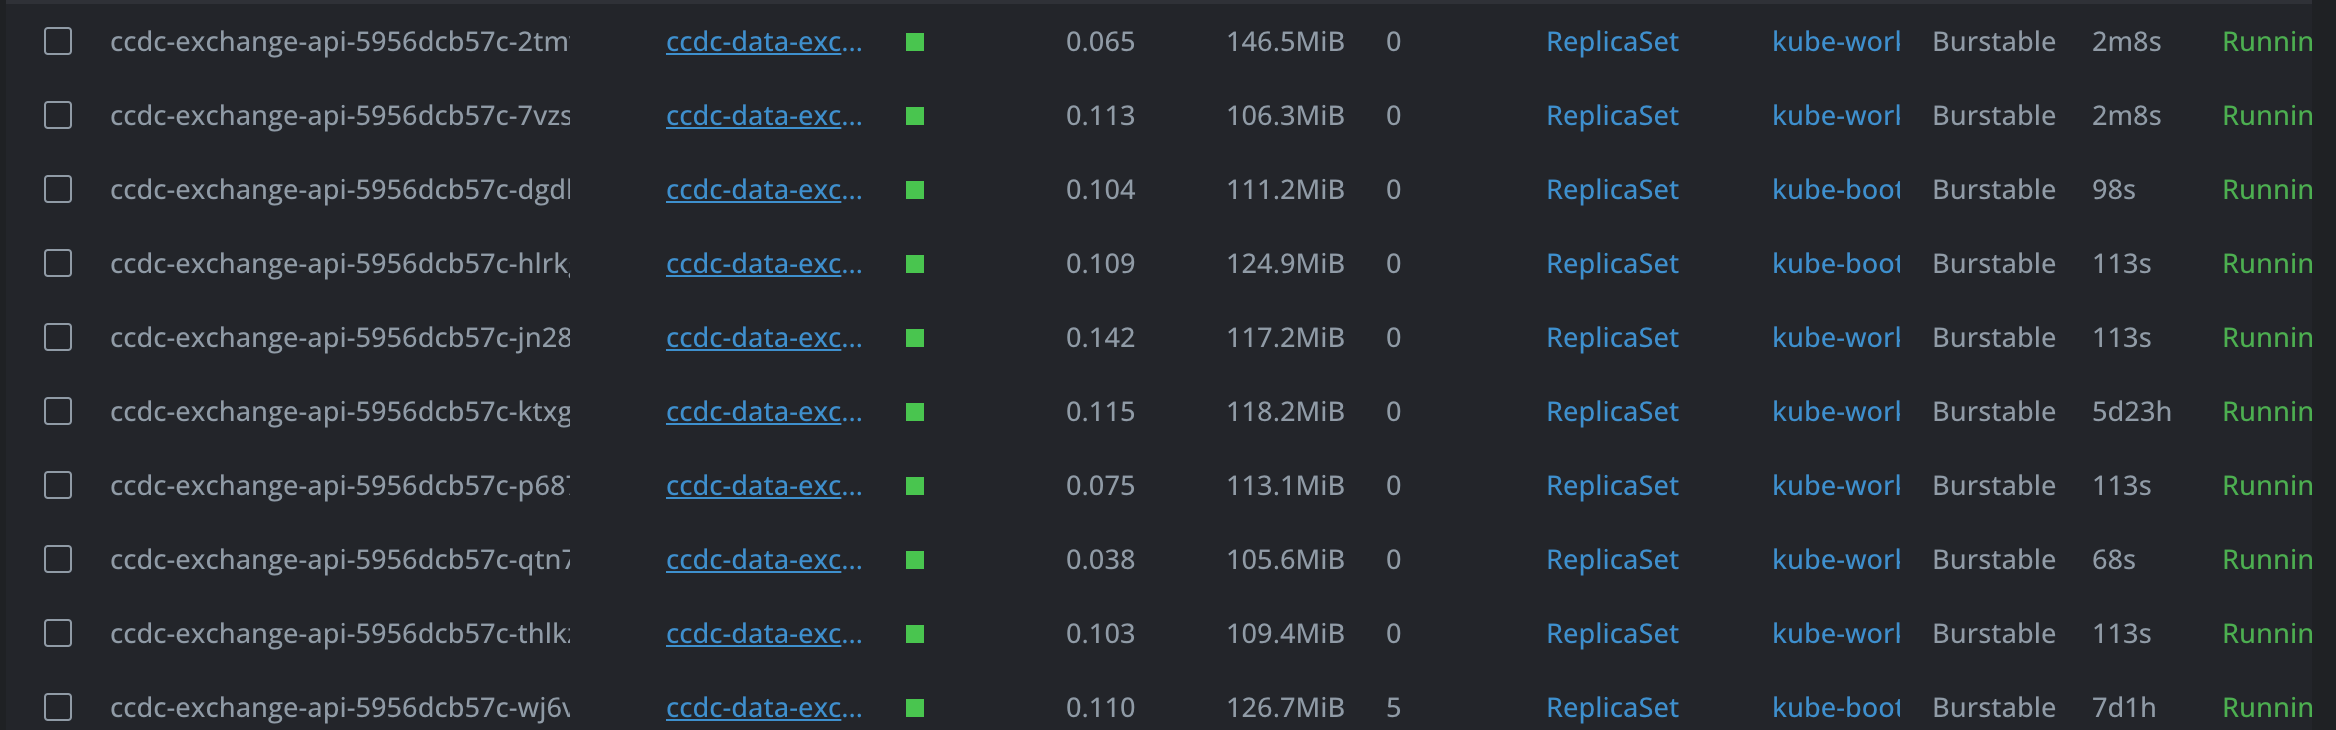 ccdc-exchange-api-5956dcb57c-2tm ccdc-data-exc... 0.065 146.5MiB 0 ReplicaSet kube-worl Burstable 2m8s Runnin
ccdc-exchange-api-5956dcb57c-7vzs ccdc-data-exc... 0.113 106.3MiB 0 ReplicaSet kube-worl Burstable 2m8s Runnin
ccdc-exchange-api-5956dcb57c-dgdl ccdc-data-exc... 0.104 111.2MiB 0 ReplicaSet kube-boot Burstable 98s Runnin
ccdc-exchange-api-5956dcb57c-hlrk ccdc-data-exc... 0.109 124.9MiB 0 ReplicaSet kube-boot Burstable 113s Runnin
ccdc-exchange-api-5956dcb57c-jn28 ccdc-data-exc... 0.142 117.2MiB 0 ReplicaSet kube-worl Burstable 113s Runnin
ccdc-exchange-api-5956dcb57c-ktxg ccdc-data-exc... 0.115 118.2MiB 0 ReplicaSet kube-worl Burstable 5d23h Runnin
ccdc-exchange-api-5956dcb57c-p687 ccdc-data-exc... 0.075 113.1MiB 0 ReplicaSet kube-worl Burstable 113s Runnin
ccdc-exchange-api-5956dcb57c-qtn7 ccdc-data-exc... 0.038 105.6MiB 0 ReplicaSet kube-worl Burstable 68s Runnin
ccdc-exchange-api-5956dcb57c-thlk ccdc-data-exc... 0.103 109.4MiB 0 ReplicaSet kube-worl Burstable 113s Runnin
ccdc-exchange-api-5956dcb57c-wj6v ccdc-data-exc... 0.110 126.7MiB 5 ReplicaSet kube-boot Burstable 7d1h Runnin